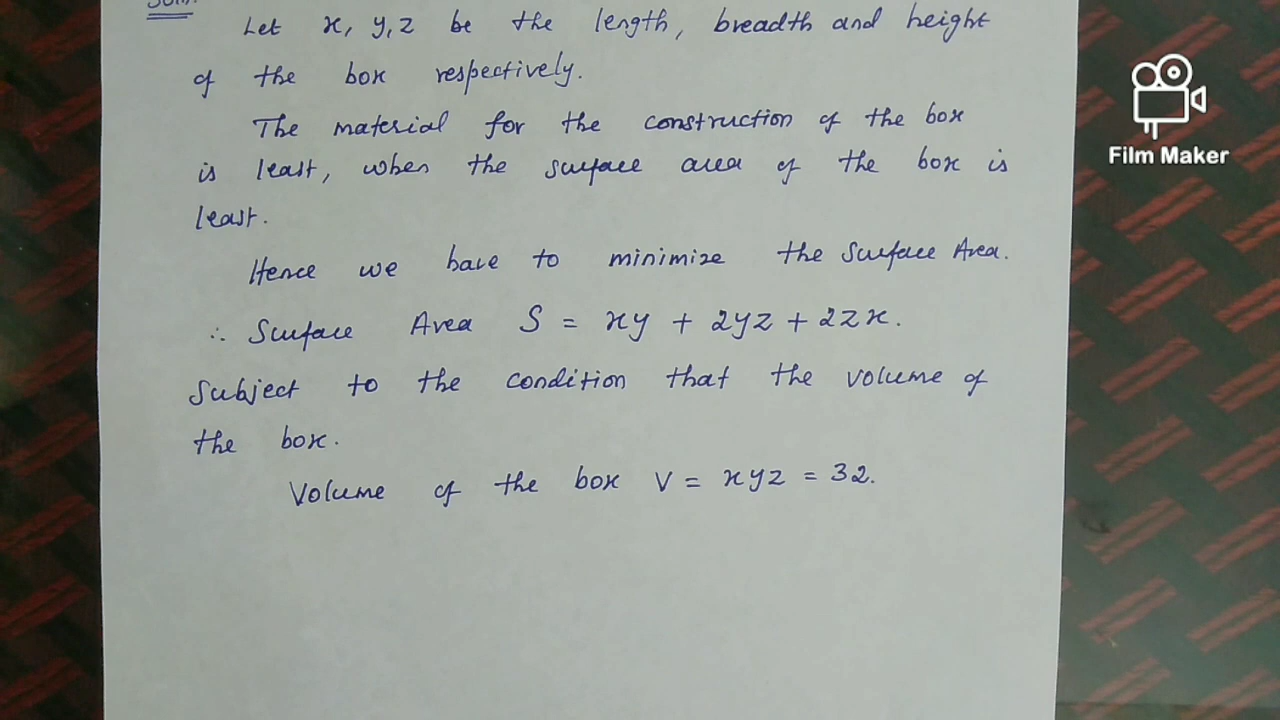 Soln:
Let x, y, z be the length, breadth and height
of the box respectively.
The material for the construction of the box
is least, when the surface area of the box is
least.
Hence we have to minimize the Surface Area.
∴ Surface Area S = xy + 2yz + 2zx.
Subject to the condition that the volume of
the box.
Volume of the box V = xyz = 32.
Film Maker